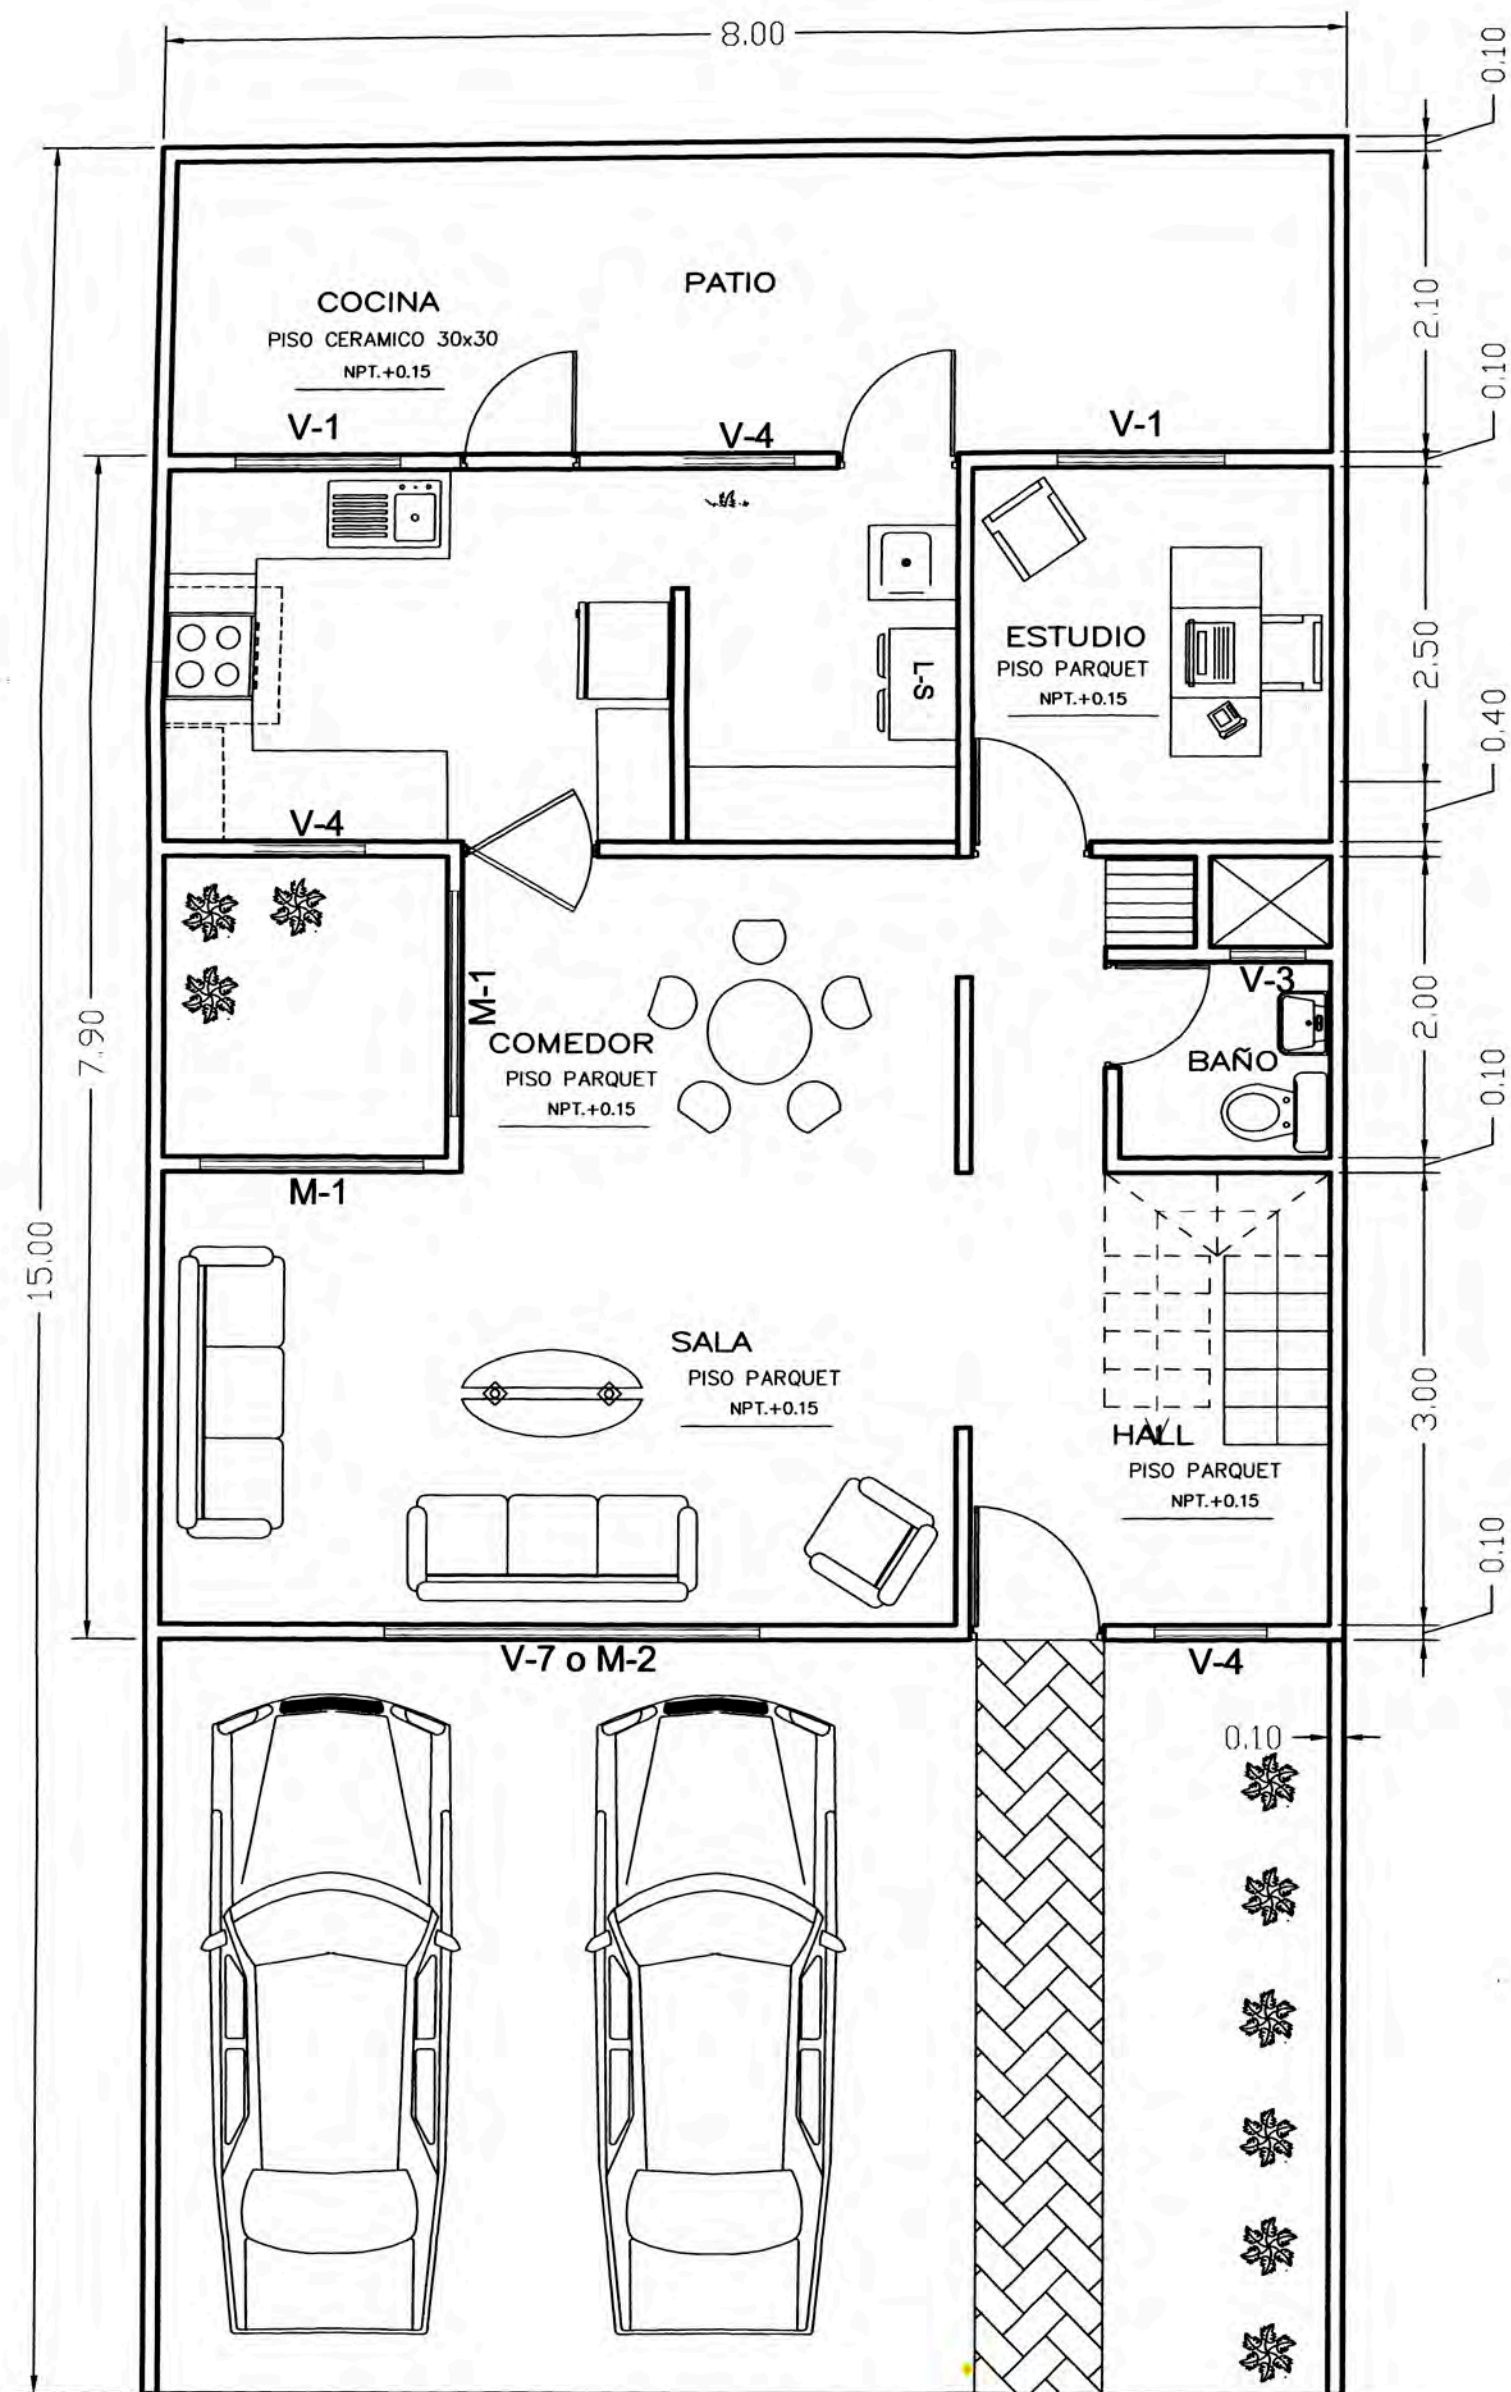 8.00
0.10
PATIO
COCINA
PISO CERAMICO 30x30
NPT.+0.15
2.10
0.10
V-1
V-4
V-1
ESTUDIO
PISO PARQUET
NPT.+0.15
L-S
2.50
0.40
V-4
M-1
V-3
COMEDOR
PISO PARQUET
NPT.+0.15
BAÑO
2.00
7.90
0.10
M-1
15.00
SALA
PISO PARQUET
NPT.+0.15
3.00
HALL
PISO PARQUET
NPT.+0.15
0.10
V-7 o M-2
V-4
0.10